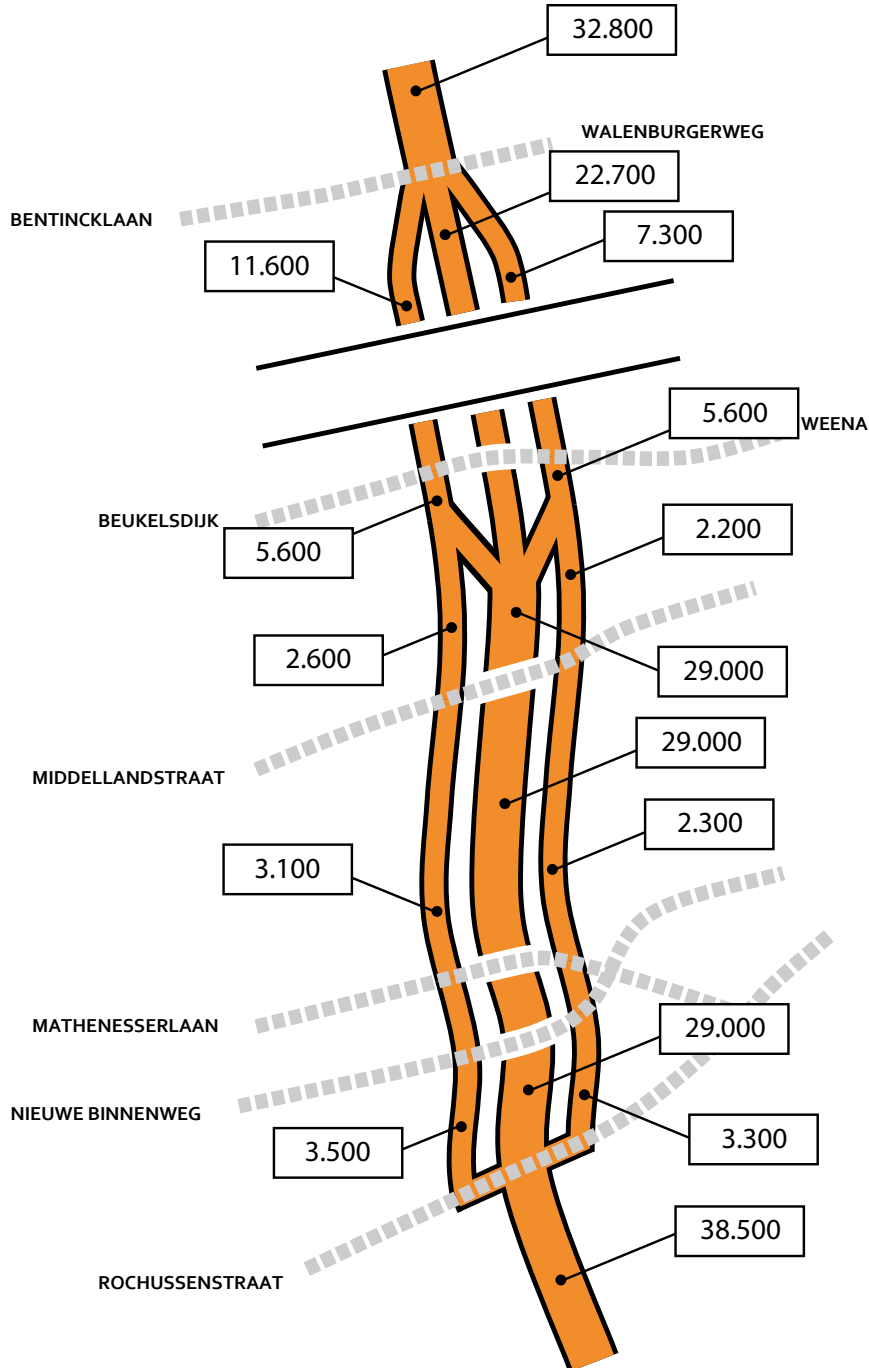 32.800
WALENBURGERWEG
22.700
BENTINCKLAAN
7.300
11.600
5.600
WEENA
BEUKELSDIJK
5.600
2.200
2.600
29.000
29.000
MIDDELLANDSTRAAT
2.300
3.100
MATHENESSERLAAN
29.000
NIEUWE BINNENWEG
3.500
3.300
38.500
ROCHUSSENSTRAAT